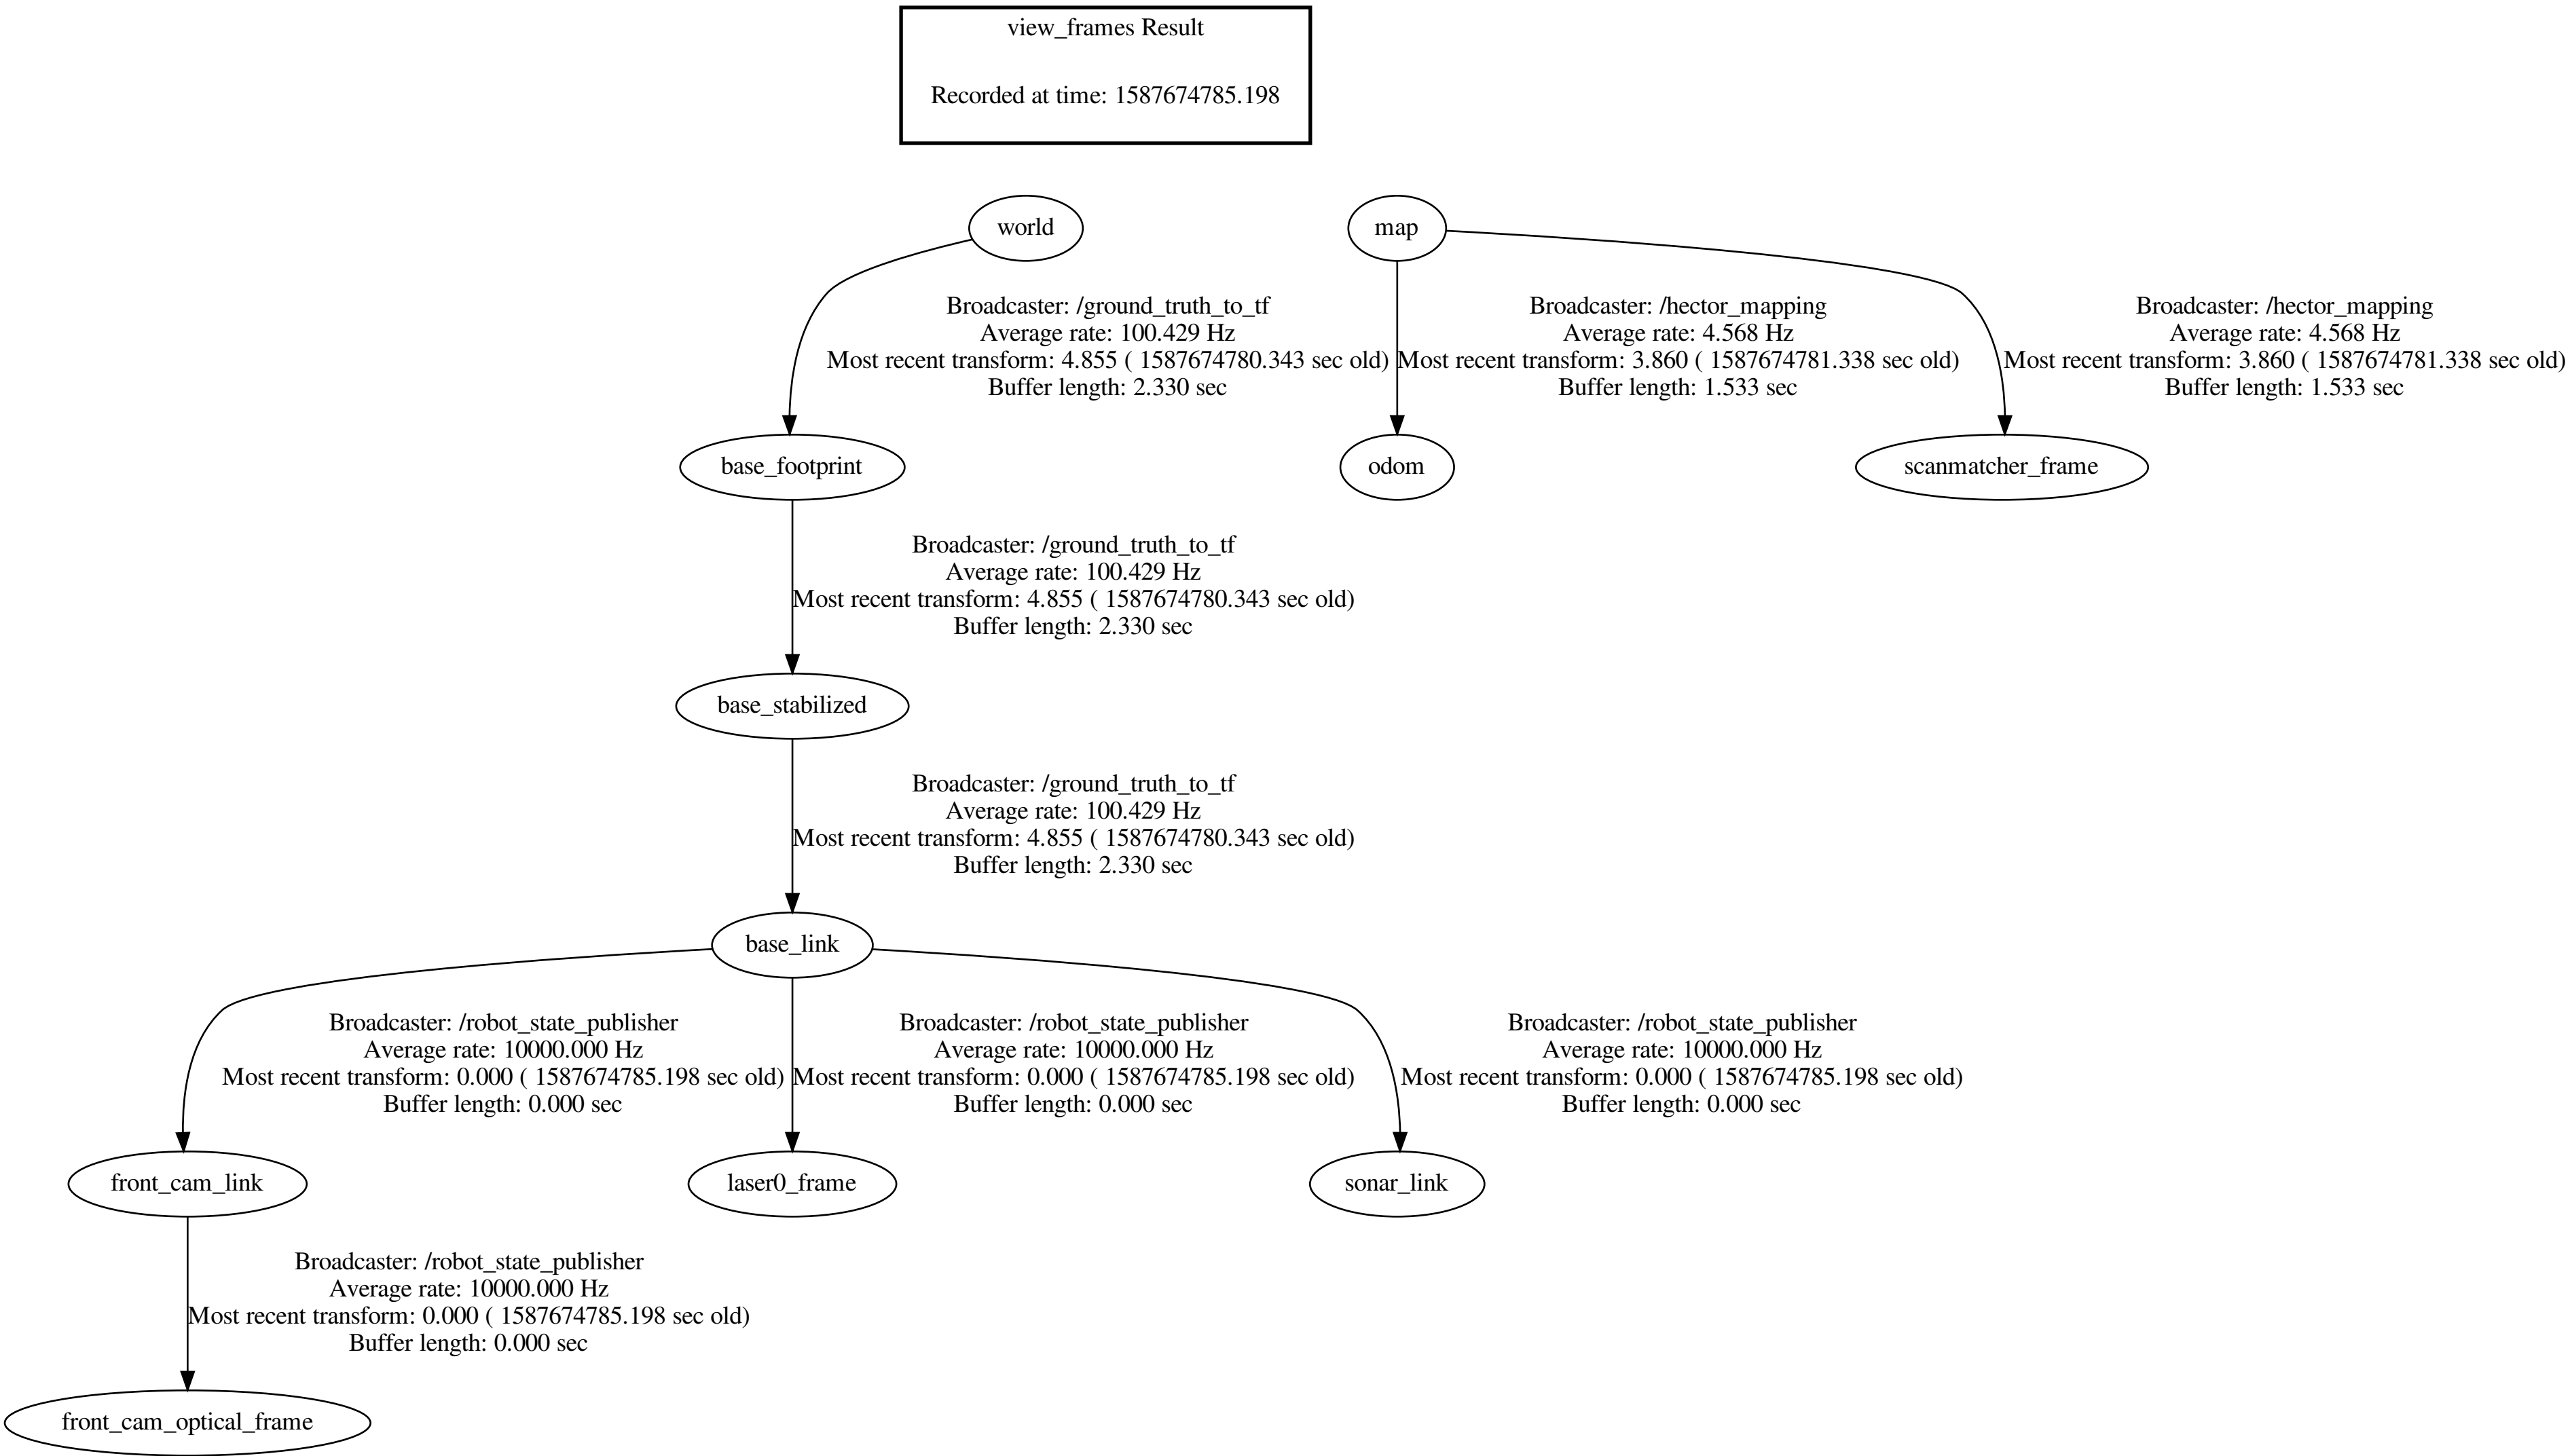 view_frames Result
Recorded at time: 1587674785.198
world
map
Broadcaster: /ground_truth_to_tf
Average rate: 100.429 Hz
Most recent transform: 4.855 ( 1587674780.343 sec old)
Buffer length: 2.330 sec
Broadcaster: /hector_mapping
Average rate: 4.568 Hz
Most recent transform: 3.860 ( 1587674781.338 sec old)
Buffer length: 1.533 sec
Broadcaster: /hector_mapping
Average rate: 4.568 Hz
Most recent transform: 3.860 ( 1587674781.338 sec old)
Buffer length: 1.533 sec
base_footprint
odom
scanmatcher_frame
Broadcaster: /ground_truth_to_tf
Average rate: 100.429 Hz
Most recent transform: 4.855 ( 1587674780.343 sec old)
Buffer length: 2.330 sec
base_stabilized
Broadcaster: /ground_truth_to_tf
Average rate: 100.429 Hz
Most recent transform: 4.855 ( 1587674780.343 sec old)
Buffer length: 2.330 sec
base_link
Broadcaster: /robot_state_publisher
Average rate: 10000.000 Hz
Most recent transform: 0.000 ( 1587674785.198 sec old)
Buffer length: 0.000 sec
Broadcaster: /robot_state_publisher
Average rate: 10000.000 Hz
Most recent transform: 0.000 ( 1587674785.198 sec old)
Buffer length: 0.000 sec
Broadcaster: /robot_state_publisher
Average rate: 10000.000 Hz
Most recent transform: 0.000 ( 1587674785.198 sec old)
Buffer length: 0.000 sec
front_cam_link
laser0_frame
sonar_link
Broadcaster: /robot_state_publisher
Average rate: 10000.000 Hz
Most recent transform: 0.000 ( 1587674785.198 sec old)
Buffer length: 0.000 sec
front_cam_optical_frame